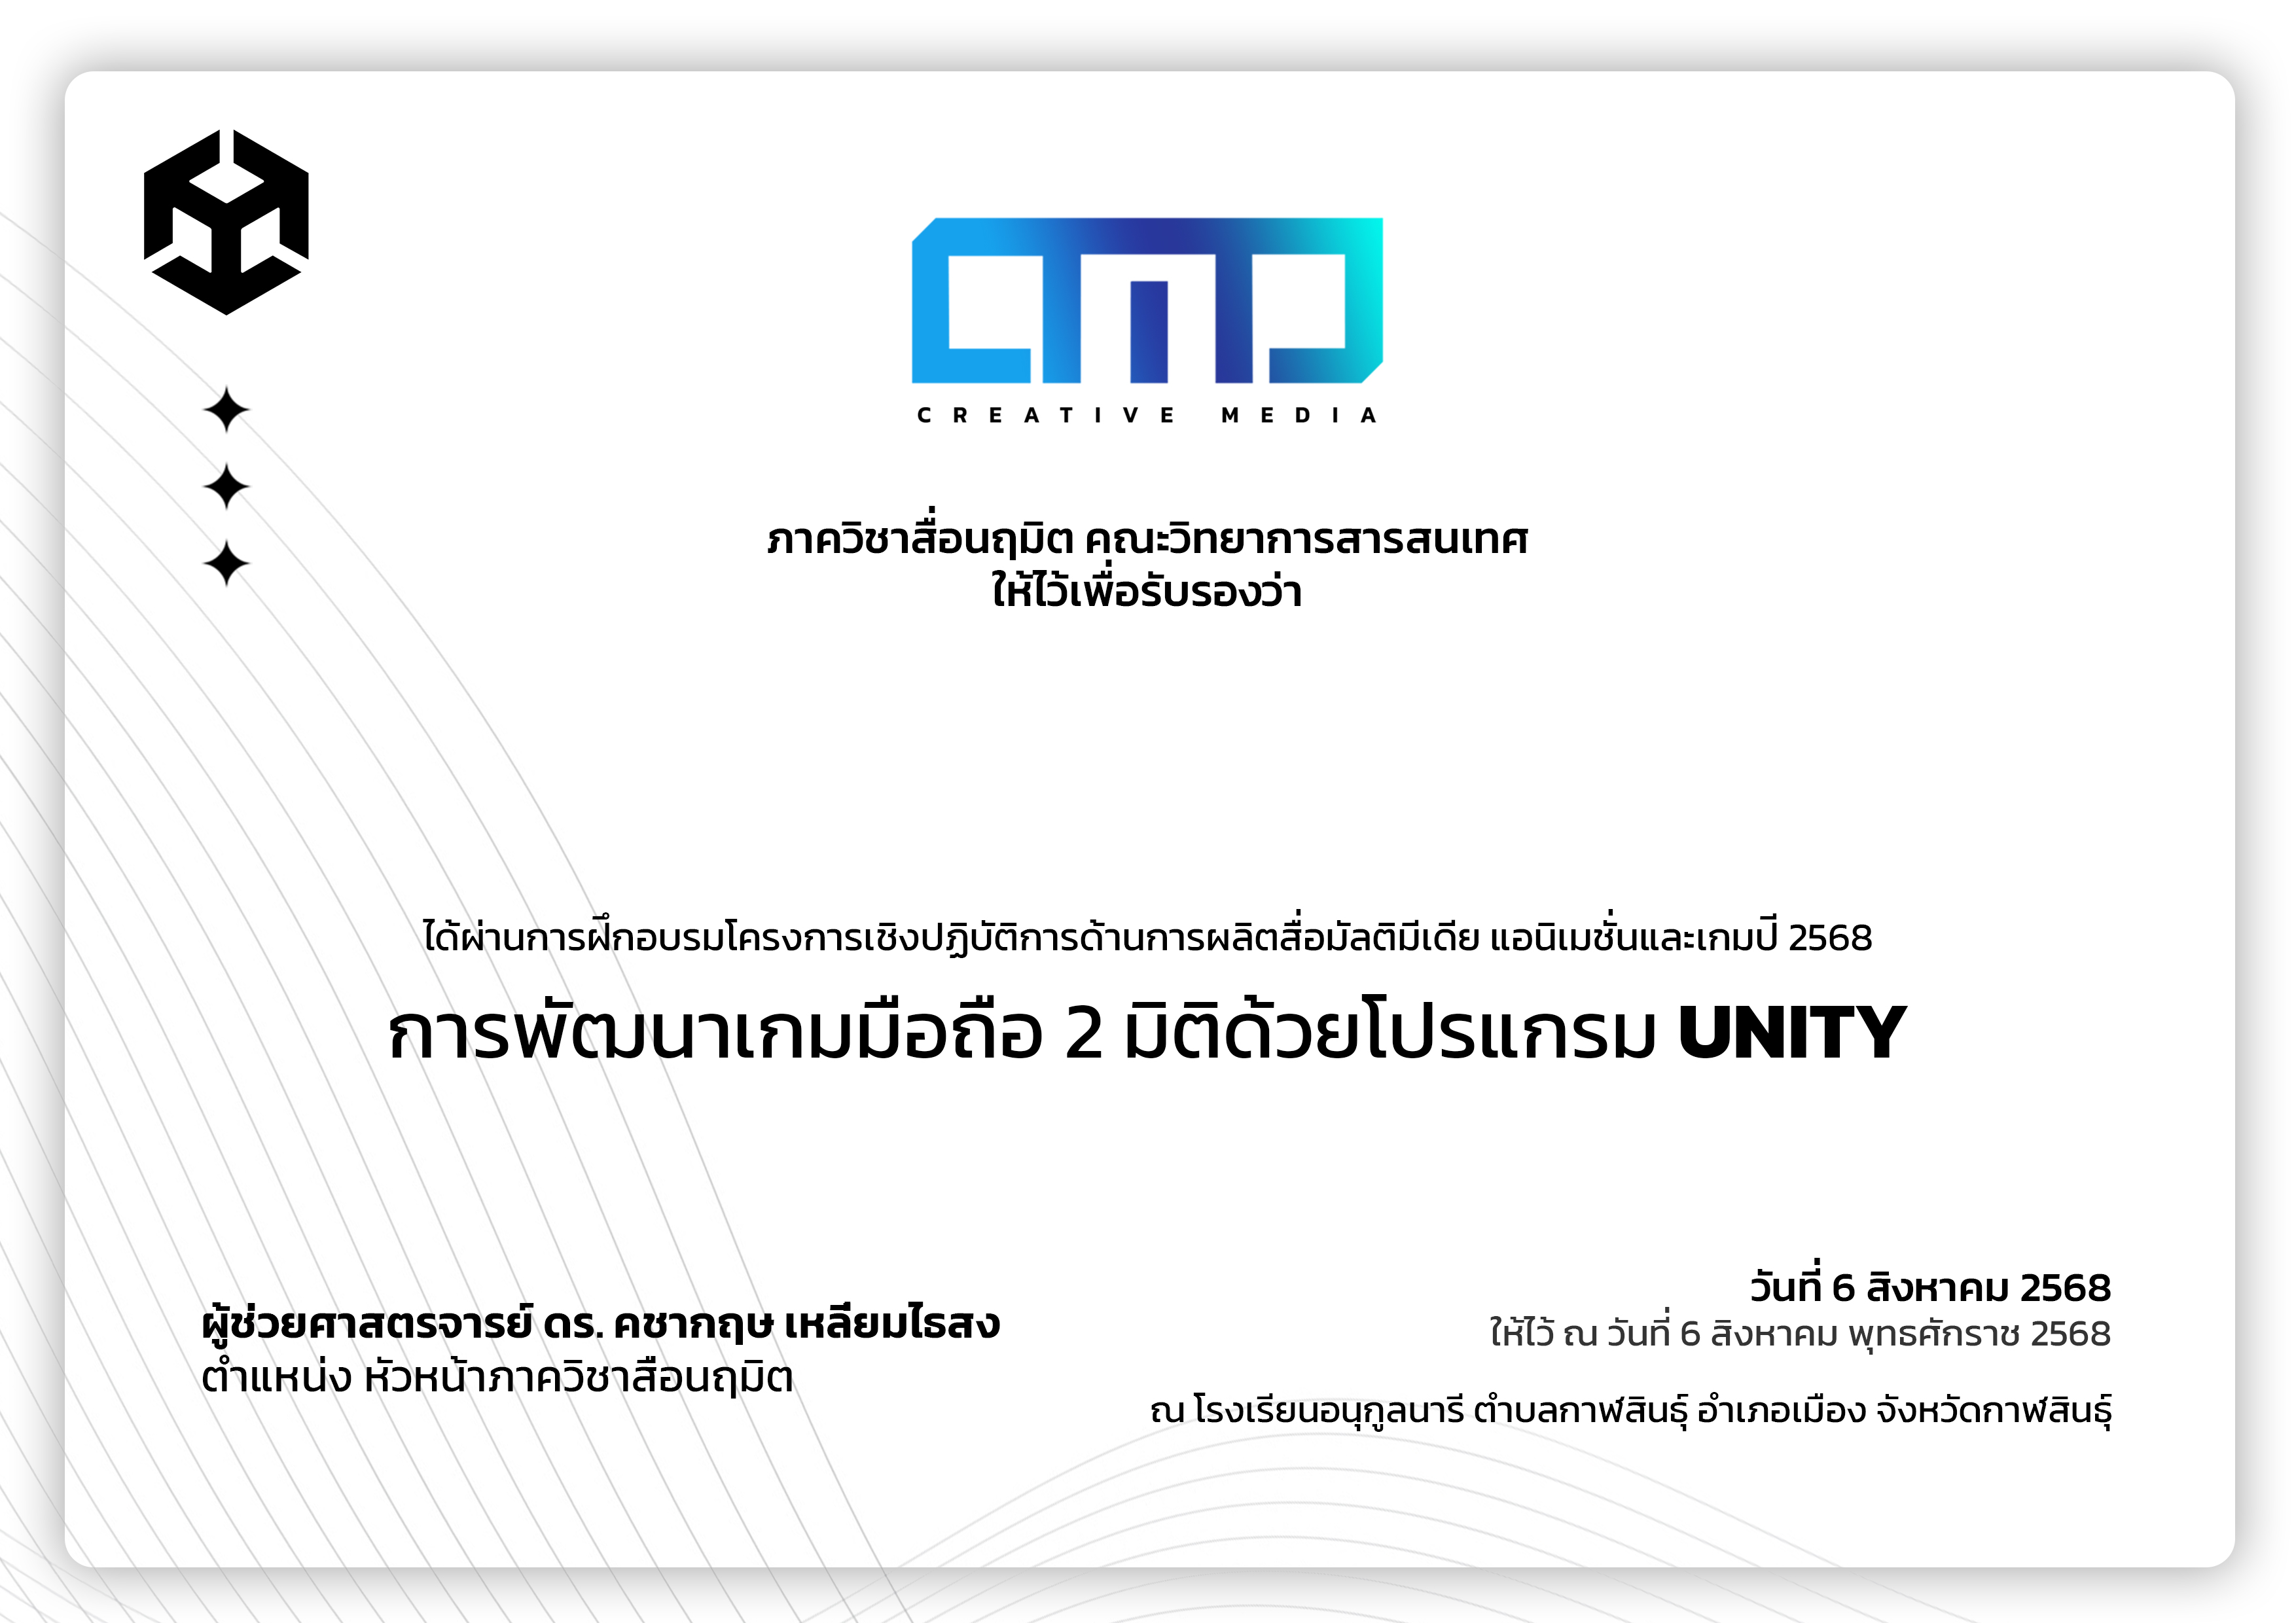 CREATIVE MEDIA
ภาควิชาสื่อนฤมิต คณะวิทยาการสารสนเทศ
ให้ไว้เพื่อรับรองว่า
ได้ผ่านการฝึกอบรมโครงการเชิงปฏิบัติการด้านการผลิตสื่อมัลติมีเดีย แอนิเมชั่นและเกมปี 2568
การพัฒนาเกมมือถือ 2 มิติด้วยโปรแกรม UNITY
ผู้ช่วยศาสตรจารย์ ดร. คชากฤษ เหลี่ยมไธสง
ตำแหน่ง หัวหน้าภาควิชาสื่อนฤมิต
วันที่ 6 สิงหาคม 2568
ให้ไว้ ณ วันที่ 6 สิงหาคม พุทธศักราช 2568
ณ โรงเรียนอนุกูลนารี ตำบลกาฬสินธุ์ อำเภอเมือง จังหวัดกาฬสินธุ์